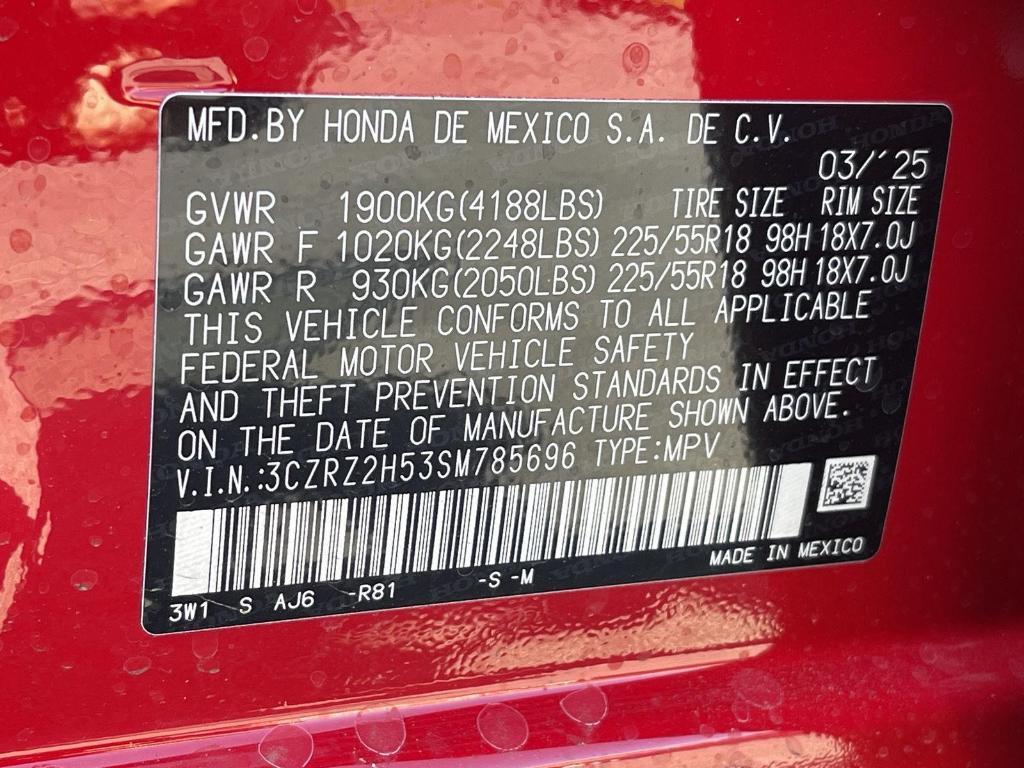 MFD.BY HONDA DE MEXICO S.A. DE C.V.
03/'25
GVWR 1900KG(4188LBS) TIRE SIZE RIM SIZE
GAWR F 1020KG(2248LBS) 225/55R18 98H 18X7.0J
GAWR R 930KG(2050LBS) 225/55R18 98H 18X7.0J
THIS VEHICLE CONFORMS TO ALL APPLICABLE
FEDERAL MOTOR VEHICLE SAFETY
AND THEFT PREVENTION STANDARDS IN EFFECT
ON THE DATE OF MANUFACTURE SHOWN ABOVE.
V.I.N.:3CZRZ2H53SM785696 TYPE:MPV
MADE IN MEXICO
3W1 S AJ6 -R81 -S -M